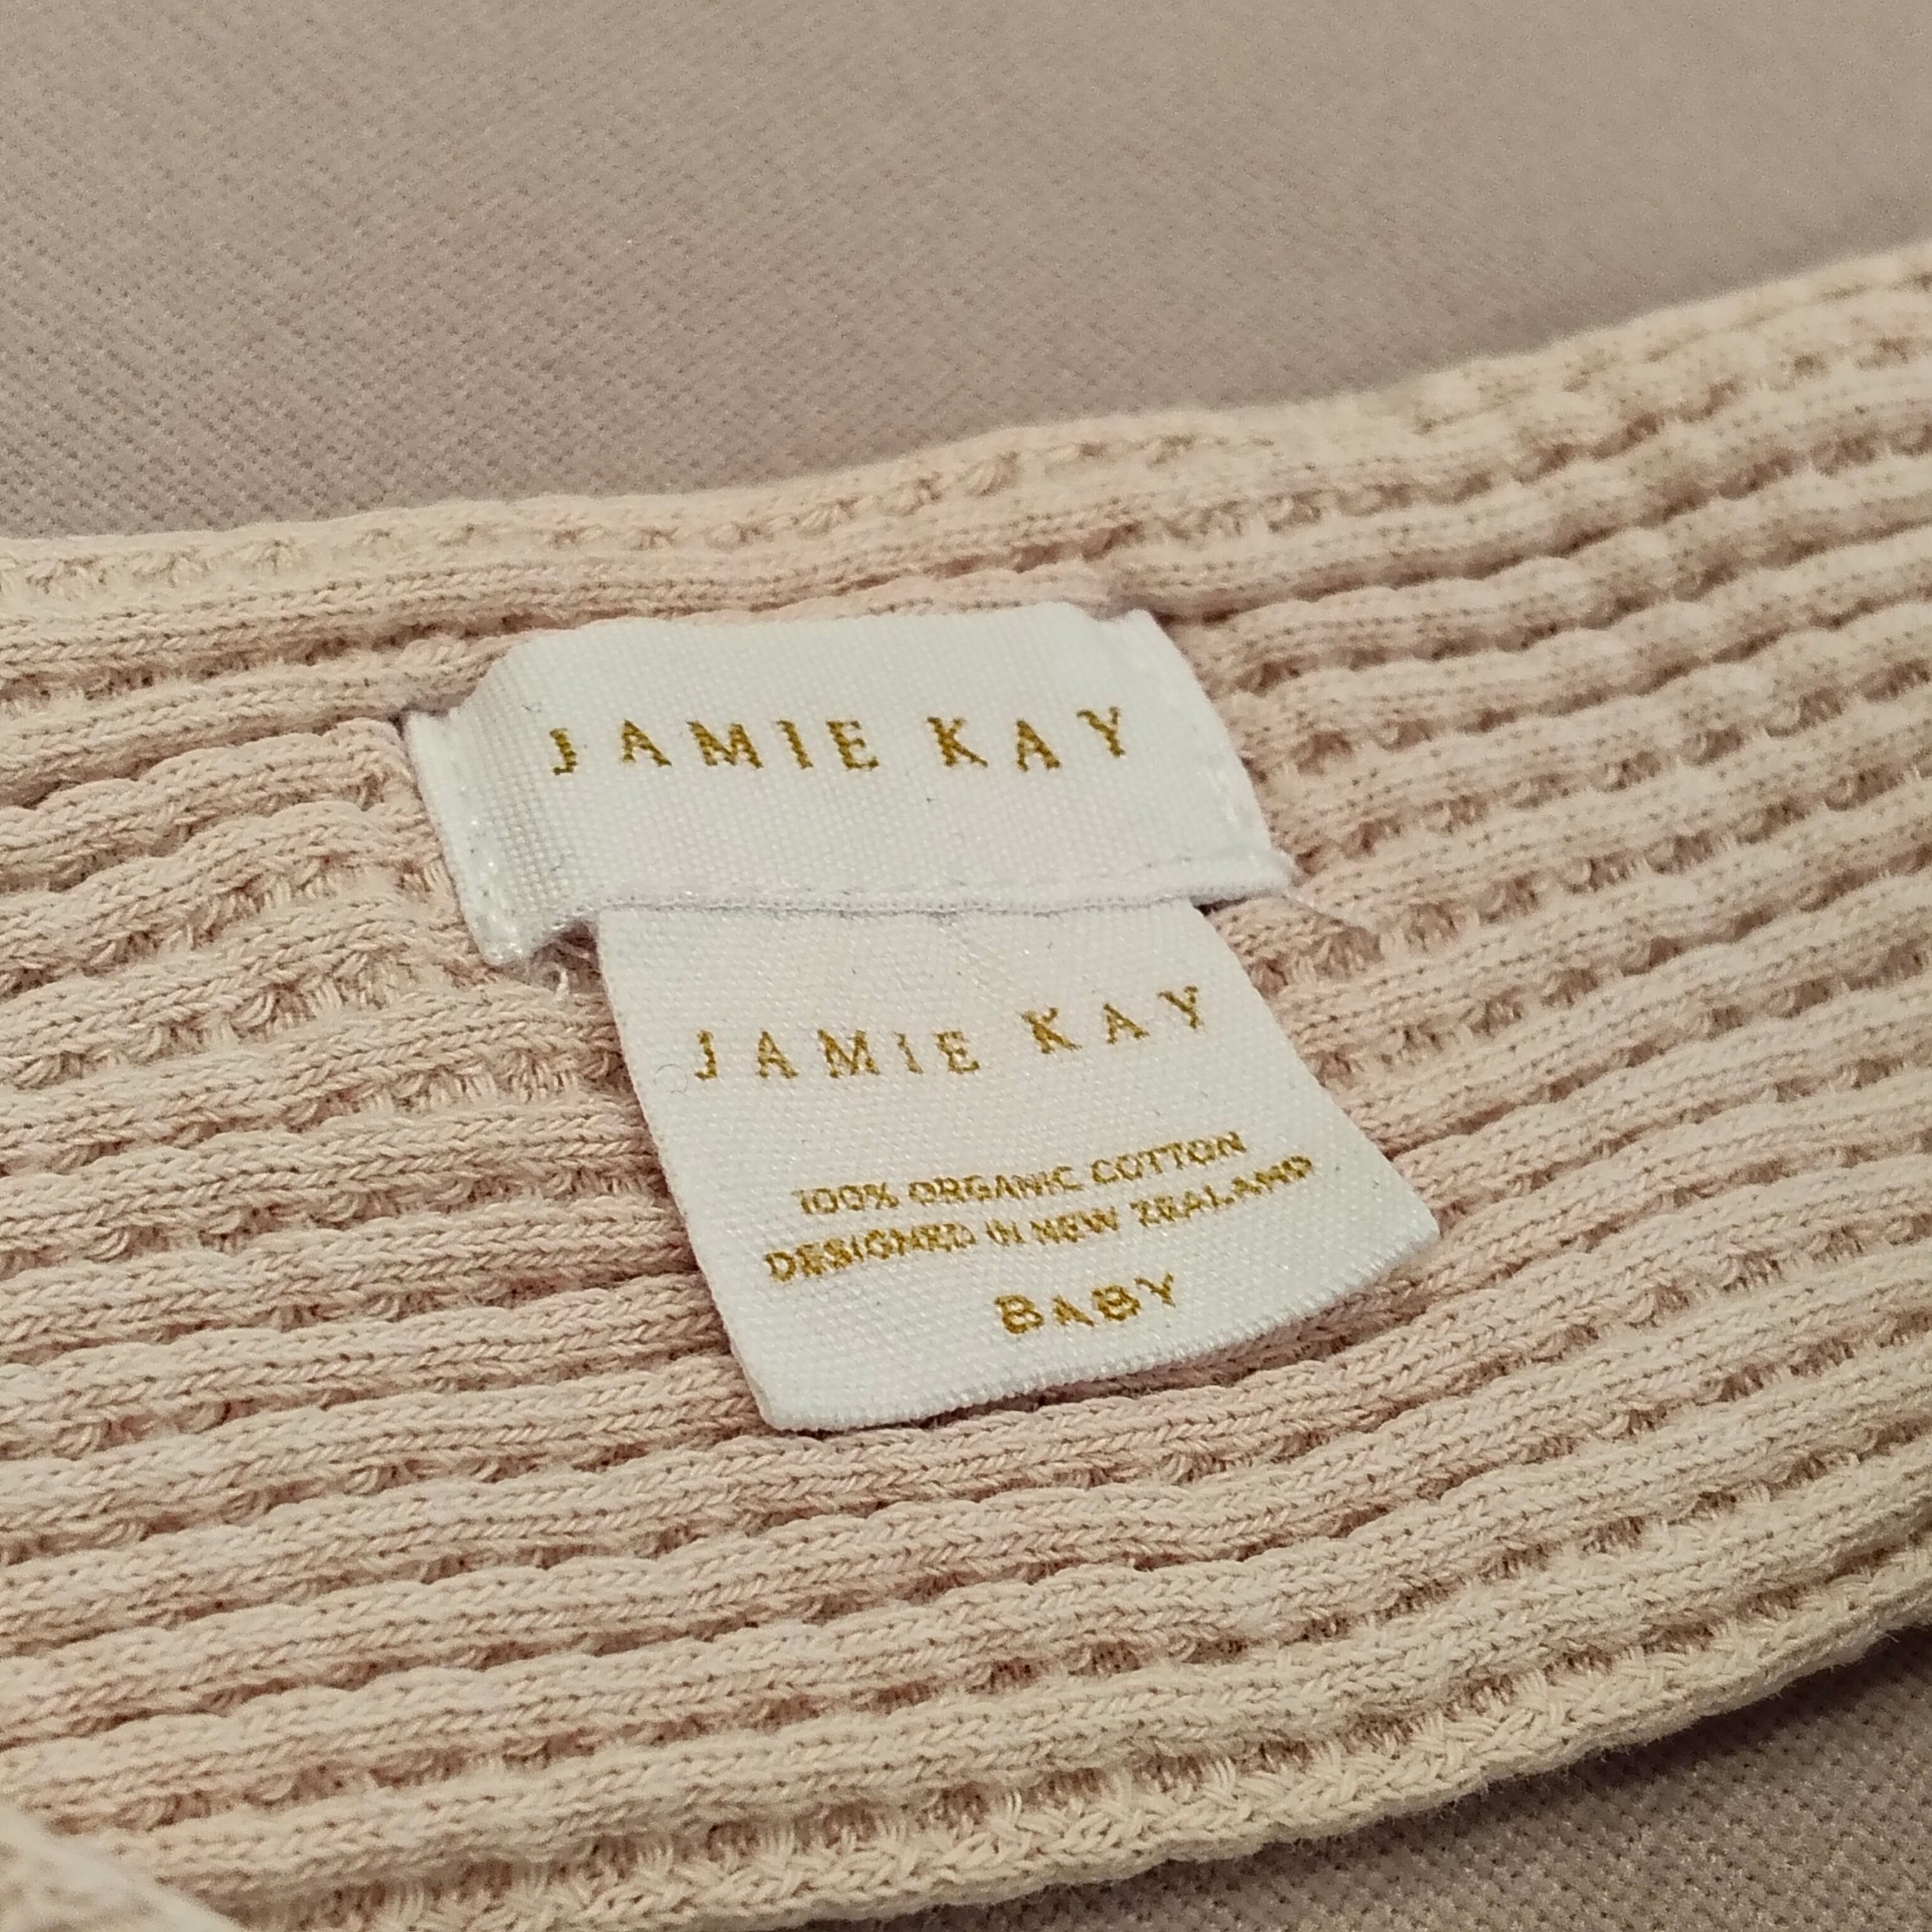 JAMIE KAY
JAMIE KAY
100% ORGANIC COTTON
DESIGNED IN NEW ZEALAND
BABY